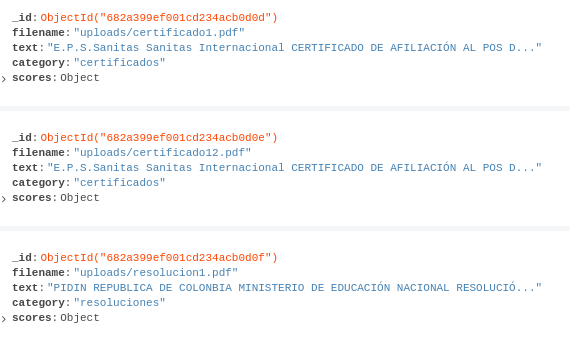 _id: ObjectId("682a399ef001cd234acb0d0d")
filename: "uploads/certificado1.pdf"
text: "E.P.S.Sanitas Sanitas Internacional CERTIFICADO DE AFILIACIÓN AL POS D..."
category: "certificados"
scores: Object
_id: ObjectId("682a399ef001cd234acb0d0e")
filename: "uploads/certificado12.pdf"
text: "E.P.S.Sanitas Sanitas Internacional CERTIFICADO DE AFILIACIÓN AL POS D..."
category: "certificados"
scores: Object
_id: ObjectId("682a399ef001cd234acb0d0f")
filename: "uploads/resolucion1.pdf"
text: "PIDIN REPUBLICA DE COLONBIA MINISTERIO DE EDUCACIÓN NACIONAL RESOLUCIÓ..."
category: "resoluciones"
scores: Object